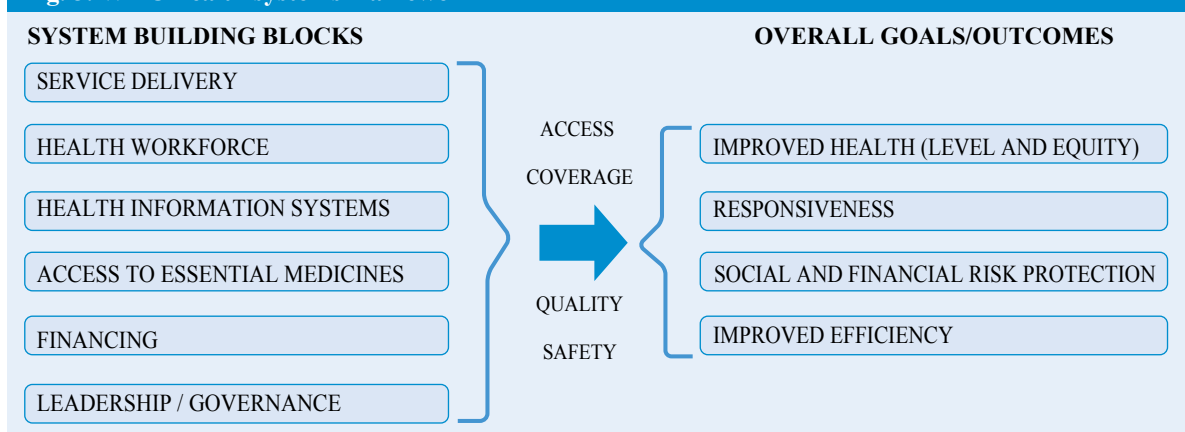 SYSTEM BUILDING BLOCKS
OVERALL GOALS/OUTCOMES
SERVICE DELIVERY
HEALTH WORKFORCE
HEALTH INFORMATION SYSTEMS
ACCESS TO ESSENTIAL MEDICINES
FINANCING
LEADERSHIP / GOVERNANCE
ACCESS
COVERAGE
QUALITY
SAFETY
IMPROVED HEALTH (LEVEL AND EQUITY)
RESPONSIVENESS
SOCIAL AND FINANCIAL RISK PROTECTION
IMPROVED EFFICIENCY